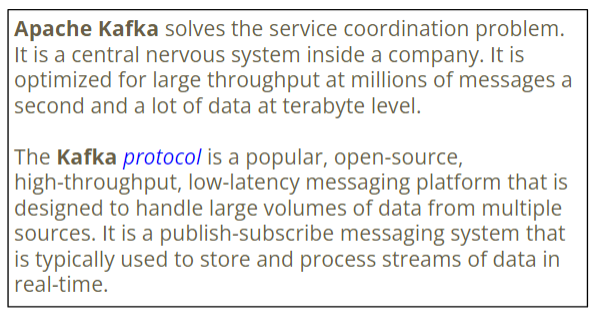 Apache Kafka solves the service coordination problem.
It is a central nervous system inside a company. It is
optimized for large throughput at millions of messages a
second and a lot of data at terabyte level.
The Kafka protocol is a popular, open-source,
high-throughput, low-latency messaging platform that is
designed to handle large volumes of data from multiple
sources. It is a publish-subscribe messaging system that
is typically used to store and process streams of data in
real-time.